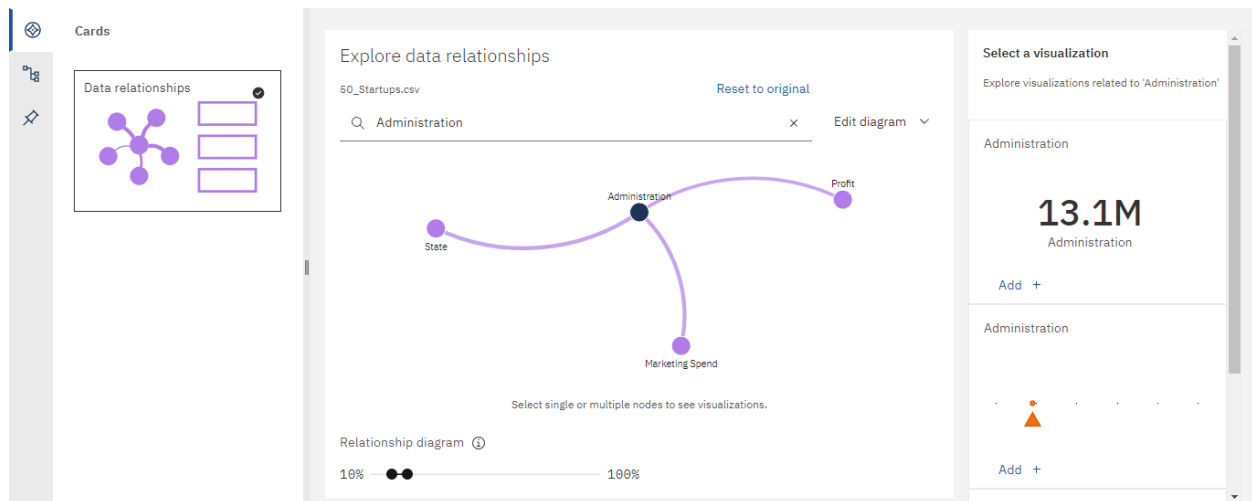 Cards
Data relationships
Explore data relationships
50_Startups.csv
Reset to original
Administration
Edit diagram
Administration
Profit
State
Marketing Spend
Select single or multiple nodes to see visualizations.
Relationship diagram
10%
100%
Select a visualization
Explore visualizations related to 'Administration'
Administration
13.1M
Administration
Add +
Administration
Add +